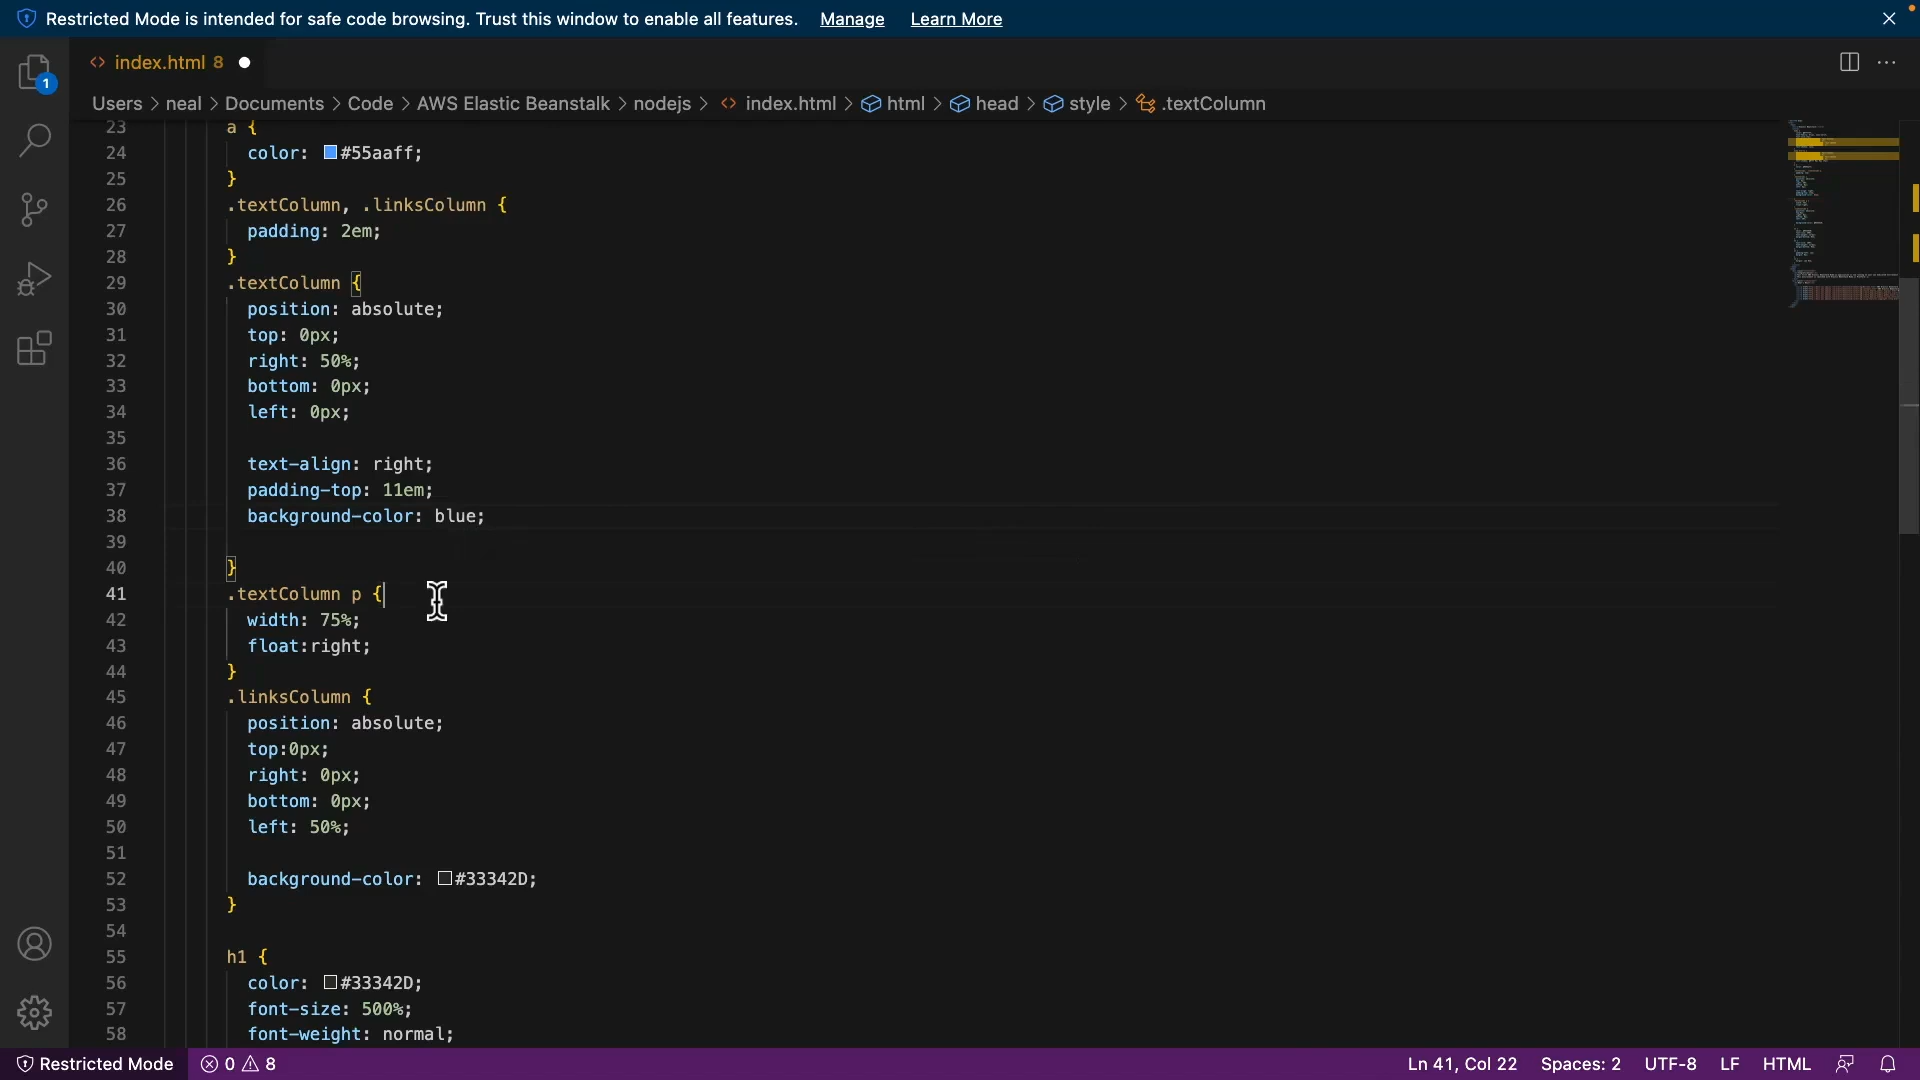 Restricted Mode is intended for safe code browsing. Trust this window to enable all features. Manage Learn More
index.html 8
Users > neal > Documents > Code > AWS Elastic Beanstalk > nodejs > index.html > html > head > style > .textColumn
1
23 a {
24 color: #55aaff;
25 }
26 .textColumn, .linksColumn {
27 padding: 2em;
28 }
29 .textColumn {
30 position: absolute;
31 top: 0px;
32 right: 50%;
33 bottom: 0px;
34 left: 0px;
35
36 text-align: right;
37 padding-top: 11em;
38 background-color: blue;
39
40 }
41 .textColumn p {
42 width: 75%;
43 float:right;
44 }
45 .linksColumn {
46 position: absolute;
47 top:0px;
48 right: 0px;
49 bottom: 0px;
50 left: 50%;
51
52 background-color: #33342D;
53 }
54
55 h1 {
56 color: #33342D;
57 font-size: 500%;
58 font-weight: normal;
Restricted Mode 0 8 Ln 41, Col 22 Spaces: 2 UTF-8 LF HTML